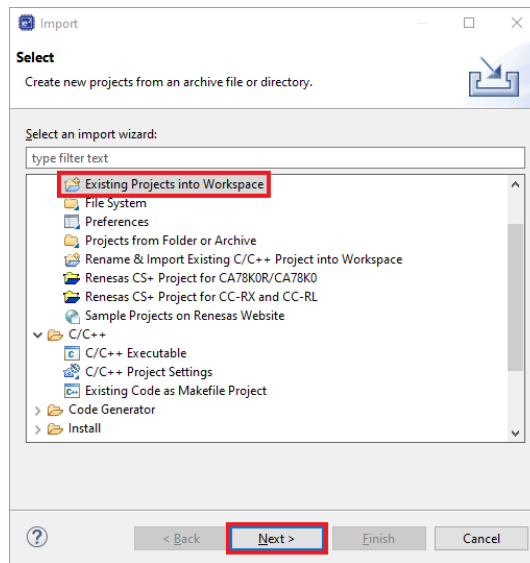 Import
Select
Create new projects from an archive file or directory.
Select an import wizard:
type filter text
Existing Projects into Workspace
File System
Preferences
Projects from Folder or Archive
Rename & Import Existing C/C++ Project into Workspace
Renesas CS+ Project for CA78K0R/CA78K0
Renesas CS+ Project for CC-RX and CC-RL
Sample Projects on Renesas Website
C/C++
C/C++ Executable
C/C++ Project Settings
Existing Code as Makefile Project
Code Generator
Install
? < Back Next > Finish Cancel